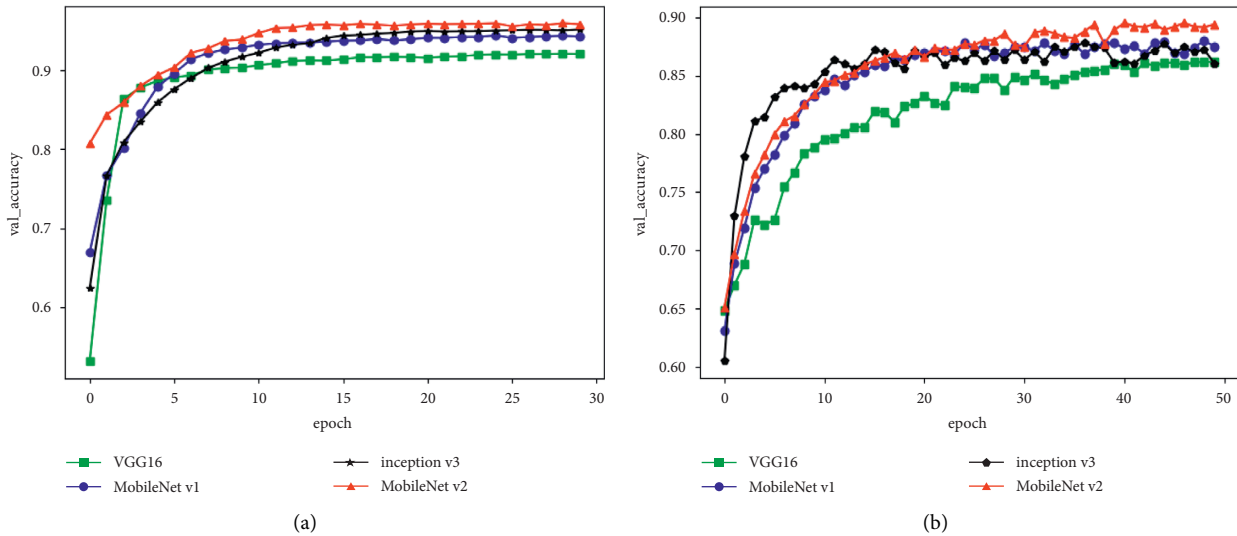 val_accuracy
0.9
0.8
0.7
0.6
0 5 10 15 20 25 30
epoch
VGG16
MobileNet v1
inception v3
MobileNet v2
(a)
val_accuracy
0.90
0.85
0.80
0.75
0.70
0.65
0.60
0 10 20 30 40 50
epoch
VGG16
MobileNet v1
inception v3
MobileNet v2
(b)